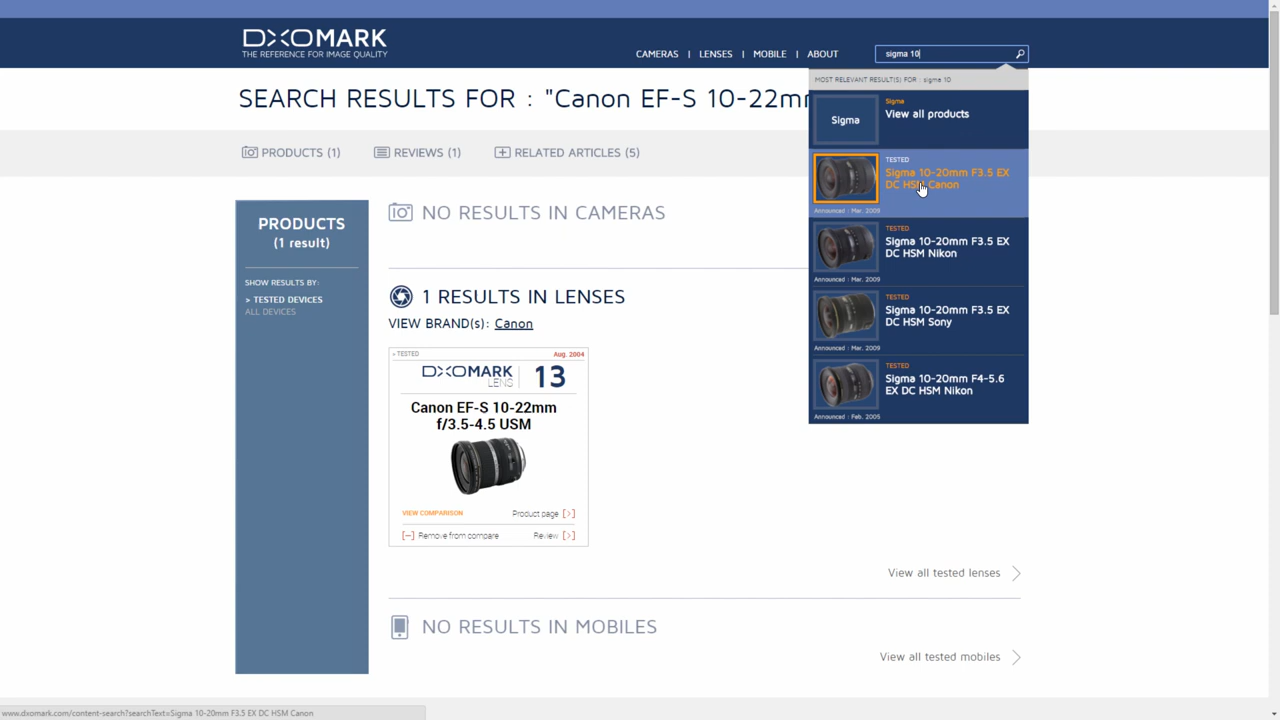 DXOMARK
THE REFERENCE FOR IMAGE QUALITY
CAMERAS | LENSES | MOBILE | ABOUT
sigma 10
MOST RELEVANT RESULT(S) FOR : sigma 10
Sigma
Sigma
View all products
TESTED
Sigma 10-20mm F3.5 EX
DC HSM Canon
Announced : Mar. 2009
TESTED
Sigma 10-20mm F3.5 EX
DC HSM Nikon
Announced : Mar. 2009
TESTED
Sigma 10-20mm F3.5 EX
DC HSM Sony
Announced : Mar. 2009
TESTED
Sigma 10-20mm F4-5.6
EX DC HSM Nikon
Announced : Feb. 2005
SEARCH RESULTS FOR : "Canon EF-S 10-22mm
PRODUCTS (1)
REVIEWS (1)
RELATED ARTICLES (5)
PRODUCTS
(1 result)
SHOW RESULTS BY:
> TESTED DEVICES
ALL DEVICES
NO RESULTS IN CAMERAS
1 RESULTS IN LENSES
VIEW BRAND(s): Canon
TESTED
Aug. 2004
DXOMARK
LENS
13
Canon EF-S 10-22mm
f/3.5-4.5 USM
VIEW COMPARISON
Product page [>]
[–] Remove from compare
Review [>]
View all tested lenses
NO RESULTS IN MOBILES
View all tested mobiles
www.dxomark.com/content-search?searchText=Sigma 10-20mm F3.5 EX DC HSM Canon